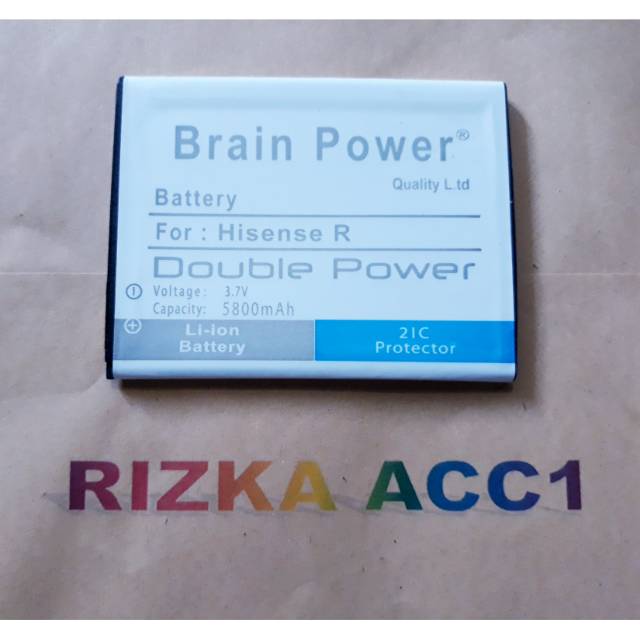 Brain Power®
Quality L.td
Battery
For : Hisense R
Double Power
Voltage : 3.7V
Capacity: 5800mAh
Li-ion
Battery
2IC
Protector
RIZKA ACC1